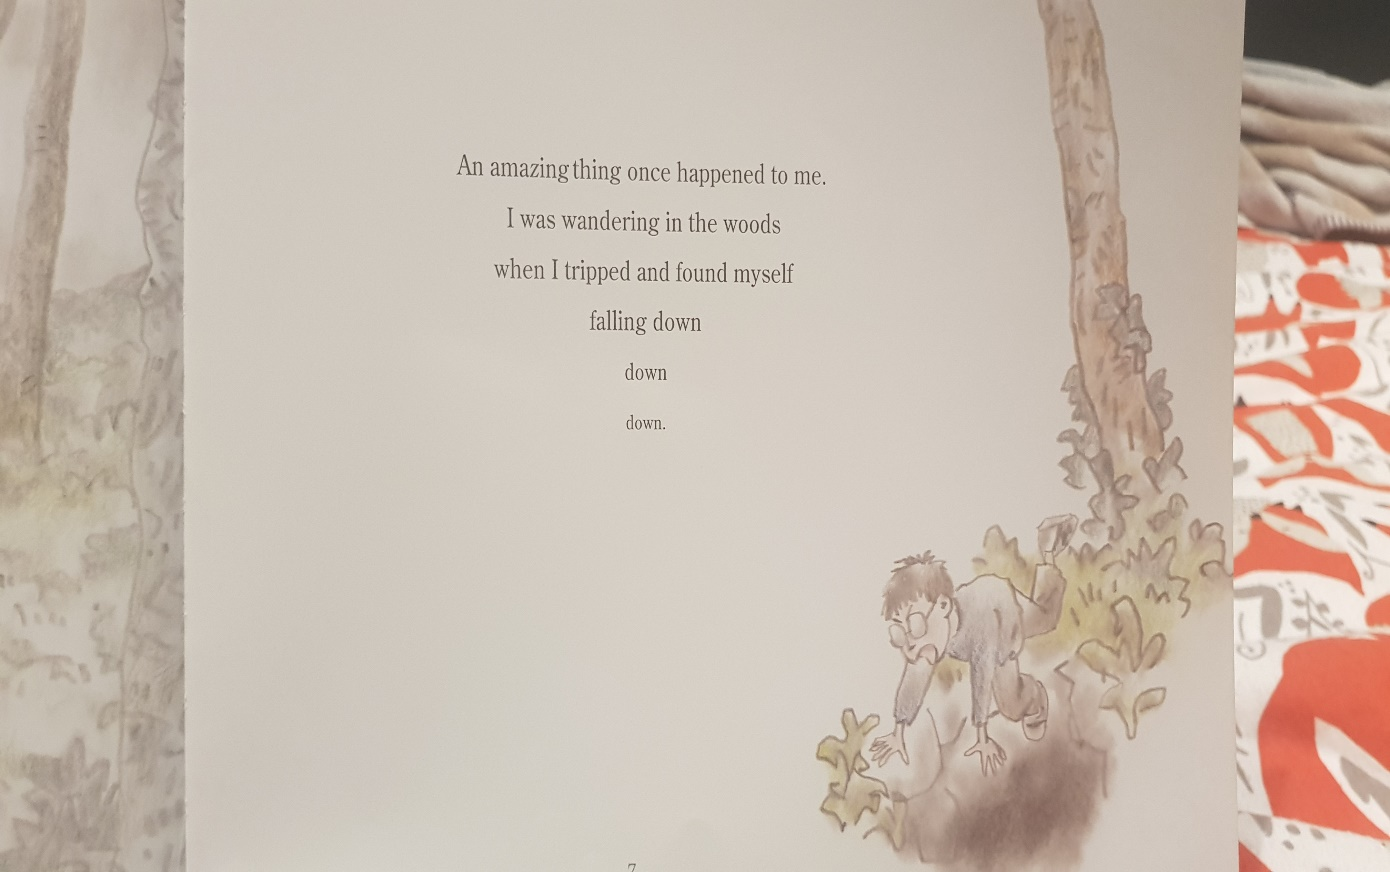 An amazing thing once happened to me.
I was wandering in the woods
when I tripped and found myself
falling down
down
down.
7